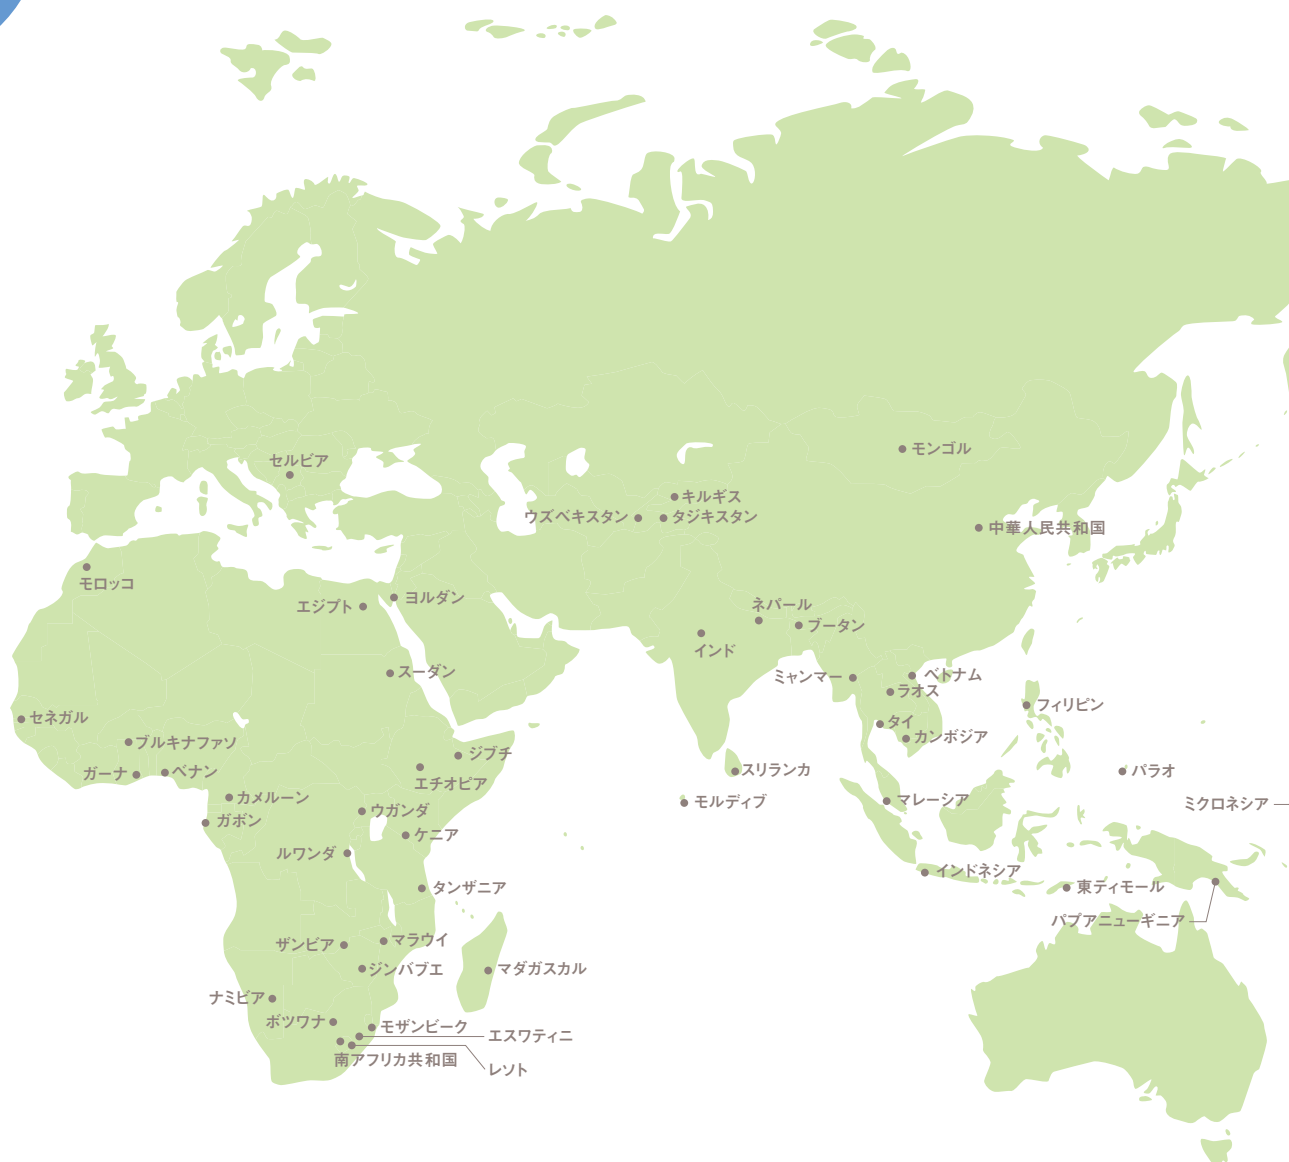 モンゴル
セルビア
キルギス
ウズベキスタン
タジキスタン
中華人民共和国
モロッコ
エジプト
ヨルダン
ネパール
ブータン
インド
スーダン
ミャンマー
ベトナム
ラオス
セネガル
フィリピン
タイ
カンボジア
ブルキナファソ
ジブチ
ガーナ
ベナン
エチオピア
スリランカ
パラオ
カメルーン
モルディブ
マレーシア
ミクロネシア
ガボン
ウガンダ
ケニア
ルワンダ
インドネシア
タンザニア
東ティモール
パプアニューギニア
ザンビア
マラウイ
ジンバブエ
マダガスカル
ナミビア
ボツワナ
モザンビーク
エスワティニ
南アフリカ共和国
レソト